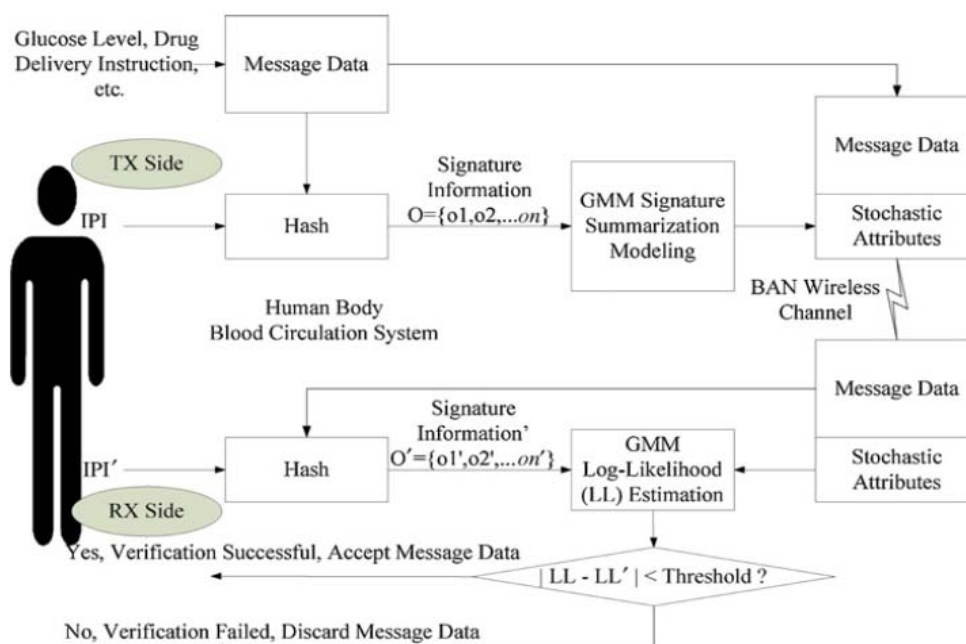 Glucose Level, Drug
Delivery Instruction,
etc.
Message Data
TX Side
IPI
Hash
Signature
Information
O={o1,o2,...on}
GMM Signature
Summarization
Modeling
Message Data
Stochastic
Attributes
BAN Wireless
Channel
Human Body
Blood Circulation System
Message Data
Stochastic
Attributes
Signature
Information’
O′={o1',o2',...on′}
IPI′
Hash
GMM
Log-Likelihood
(LL) Estimation
RX Side
Yes, Verification Successful, Accept Message Data
| LL - LL′ | < Threshold ?
No, Verification Failed, Discard Message Data